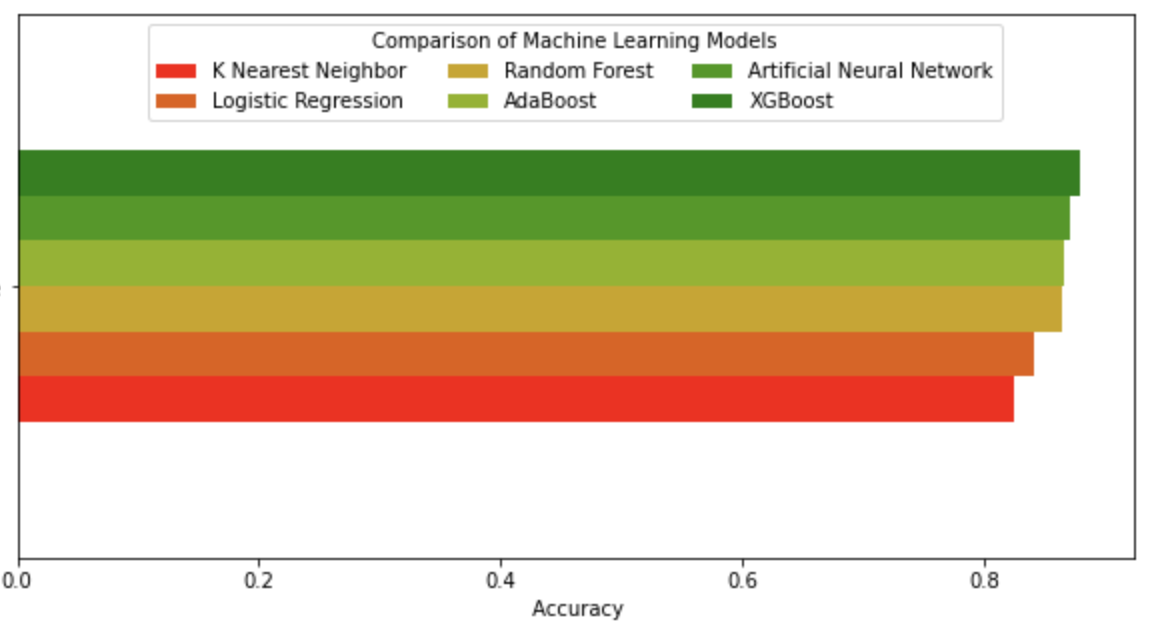 Comparison of Machine Learning Models
K Nearest Neighbor Random Forest Artificial Neural Network
Logistic Regression AdaBoost XGBoost
0.0 0.2 0.4 0.6 0.8
Accuracy